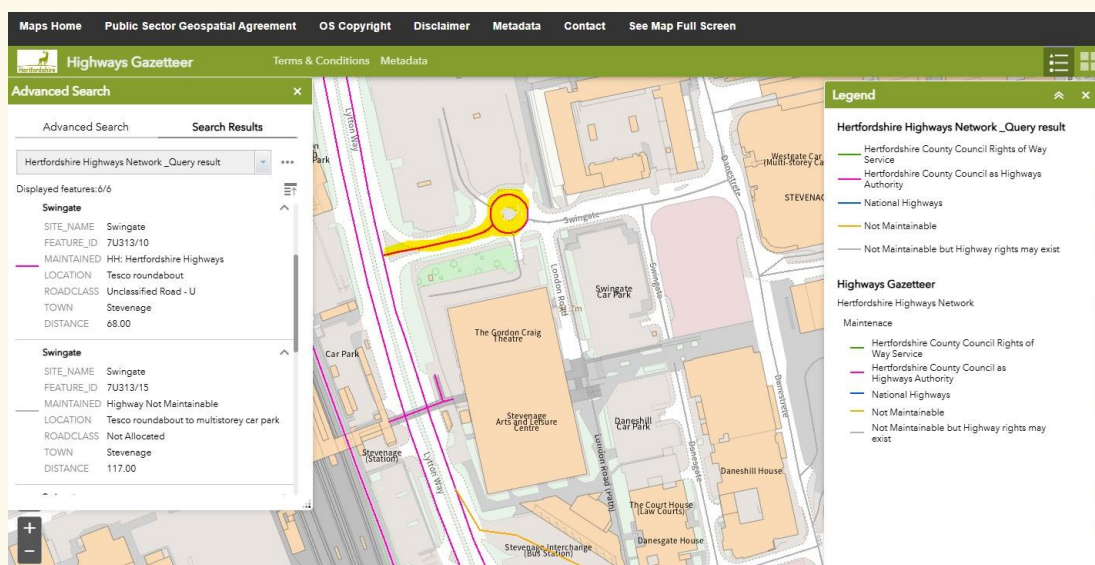 Maps Home Public Sector Geospatial Agreement OS Copyright Disclaimer Metadata Contact See Map Full Screen
Hertfordshire
Highways Gazetteer Terms & Conditions Metadata
Advanced Search ×
Advanced Search Search Results
Hertfordshire Highways Network _Query result
Displayed features:6/6
Swingate
SITE_NAME Swingate
FEATURE_ID 7U313/10
MAINTAINED HH: Hertfordshire Highways
LOCATION Tesco roundabout
ROADCLASS Unclassified Road - U
TOWN Stevenage
DISTANCE 68.00
Swingate
SITE_NAME Swingate
FEATURE_ID 7U313/15
MAINTAINED Highway Not Maintainable
LOCATION Tesco roundabout to multistorey car park
ROADCLASS Not Allocated
TOWN Stevenage
DISTANCE 117.00
+
−
Lytton Way
Park
Danestrete
Westgate Car
(Multi-storey Ca
STEVENAG
Swingate
London Road
Swingate
Swingate
Car Park
The Gordon Craig
Theatre
Car Park
Danestrete
Stevenage
Arts and Leisure
Centre
Daneshill
Car Park
Stevenage
(Station)
Lytton Way
London Road (Path)
Danesgate
Daneshill House
The Court House
(Law Courts)
Danesgate House
Stevenage Interchange
(Bus Station)
Legend ×
Hertfordshire Highways Network _Query result
Hertfordshire County Council Rights of Way
Service
Hertfordshire County Council as Highways
Authority
National Highways
Not Maintainable
Not Maintainable but Highway rights may exist
Highways Gazetteer
Hertfordshire Highways Network
Maintenace
Hertfordshire County Council Rights of
Way Service
Hertfordshire County Council as
Highways Authority
National Highways
Not Maintainable
Not Maintainable but Highway rights may
exist